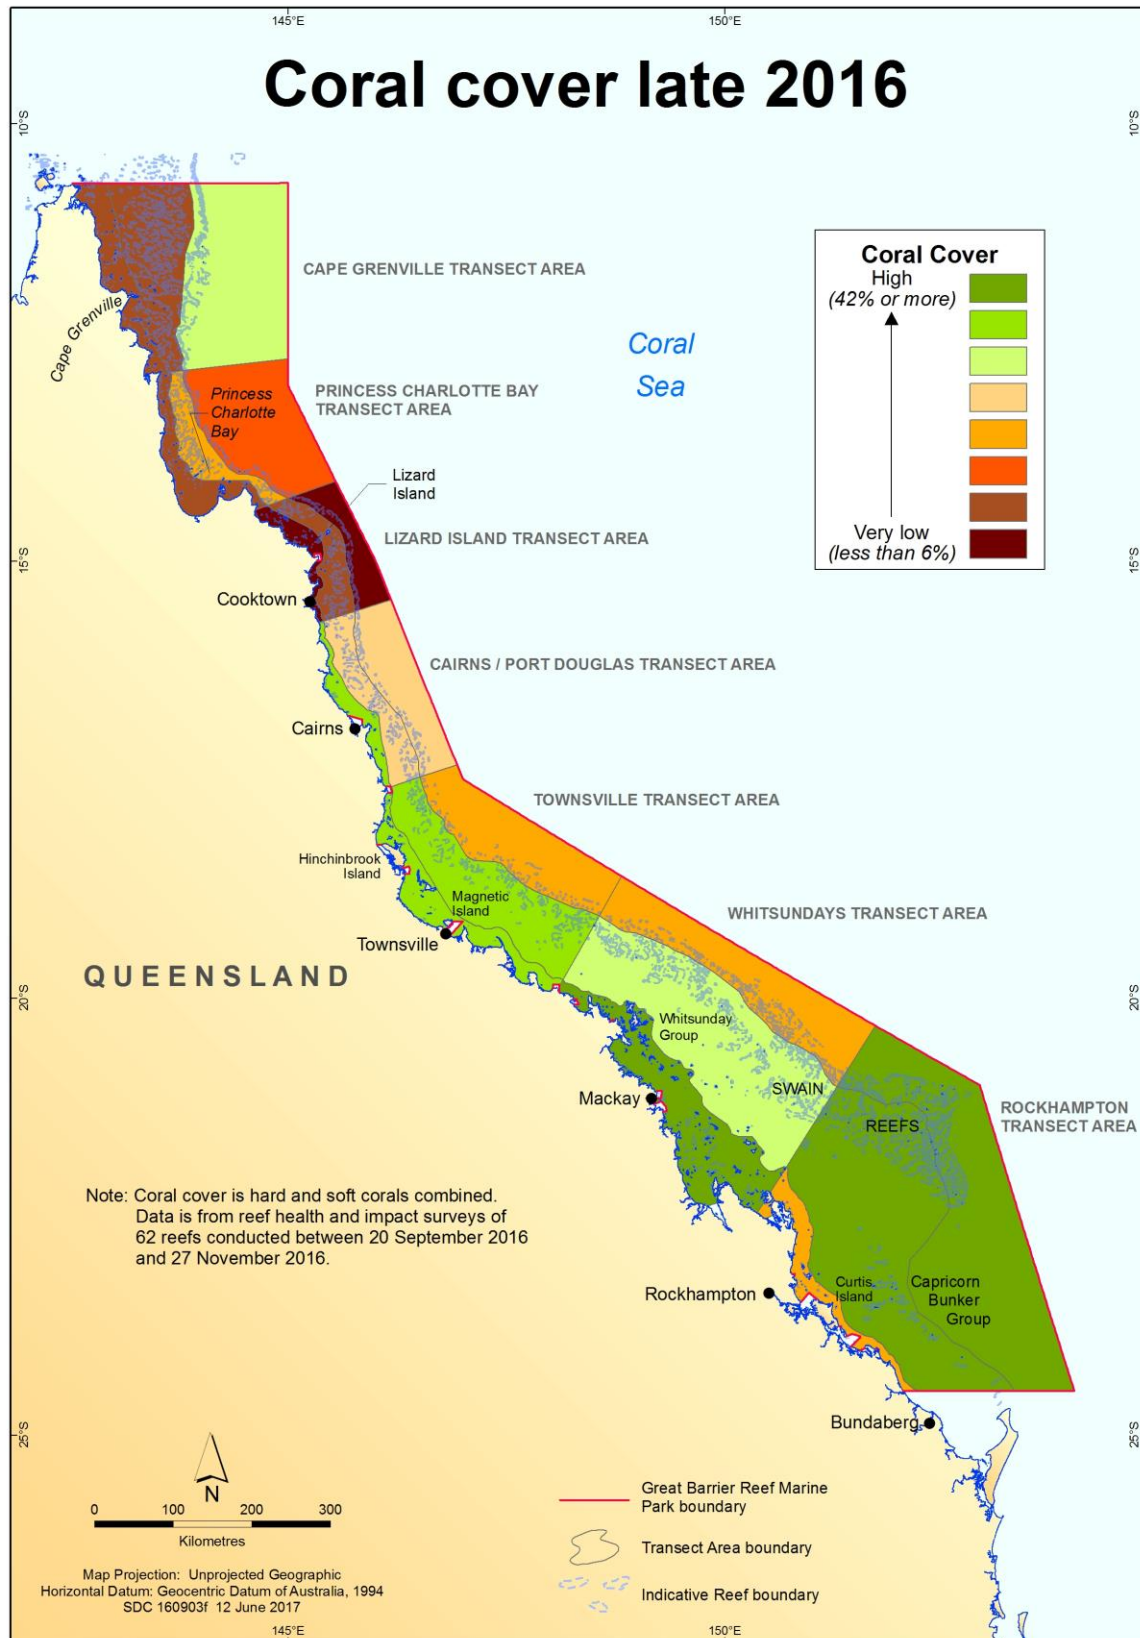 145°E
150°E
Coral cover late 2016
10°S
10°S
CAPE GRENVILLE TRANSECT AREA
Cape Grenville
Coral
Sea
Coral Cover
High
(42% or more)
Very low
(less than 6%)
PRINCESS CHARLOTTE BAY
TRANSECT AREA
Princess
Charlotte
Bay
Lizard
Island
LIZARD ISLAND TRANSECT AREA
15°S
15°S
Cooktown
CAIRNS / PORT DOUGLAS TRANSECT AREA
Cairns
TOWNSVILLE TRANSECT AREA
Hinchinbrook
Island
Magnetic
Island
Townsville
WHITSUNDAYS TRANSECT AREA
QUEENSLAND
20°S
20°S
Whitsunday
Group
SWAIN
Mackay
REEFS
ROCKHAMPTON
TRANSECT AREA
Note: Coral cover is hard and soft corals combined.
Data is from reef health and impact surveys of
62 reefs conducted between 20 September 2016
and 27 November 2016.
Rockhampton
Curtis
Island
Capricorn
Bunker
Group
Bundaberg
25°S
25°S
N
0 100 200 300
Kilometres
Map Projection: Unprojected Geographic
Horizontal Datum: Geocentric Datum of Australia, 1994
SDC 160903f 12 June 2017
Great Barrier Reef Marine
Park boundary
Transect Area boundary
Indicative Reef boundary
145°E
150°E